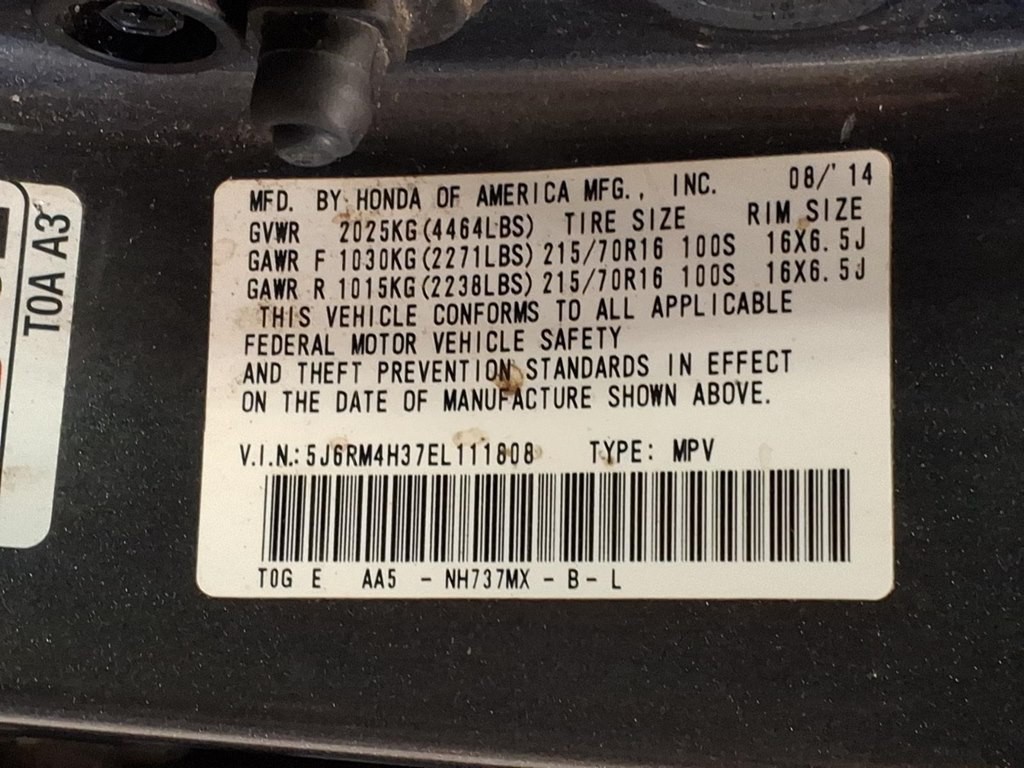 MFD. BY HONDA OF AMERICA MFG., INC. 08/'14
GVWR 2025KG(4464LBS) TIRE SIZE RIM SIZE
GAWR F 1030KG(2271LBS) 215/70R16 100S 16X6.5J
GAWR R 1015KG(2238LBS) 215/70R16 100S 16X6.5J
THIS VEHICLE CONFORMS TO ALL APPLICABLE
FEDERAL MOTOR VEHICLE SAFETY
AND THEFT PREVENTION STANDARDS IN EFFECT
ON THE DATE OF MANUFACTURE SHOWN ABOVE.
V.I.N.: 5J6RM4H37EL111808 TYPE: MPV
T0G E AA5 - NH737MX - B - L
T0A A3